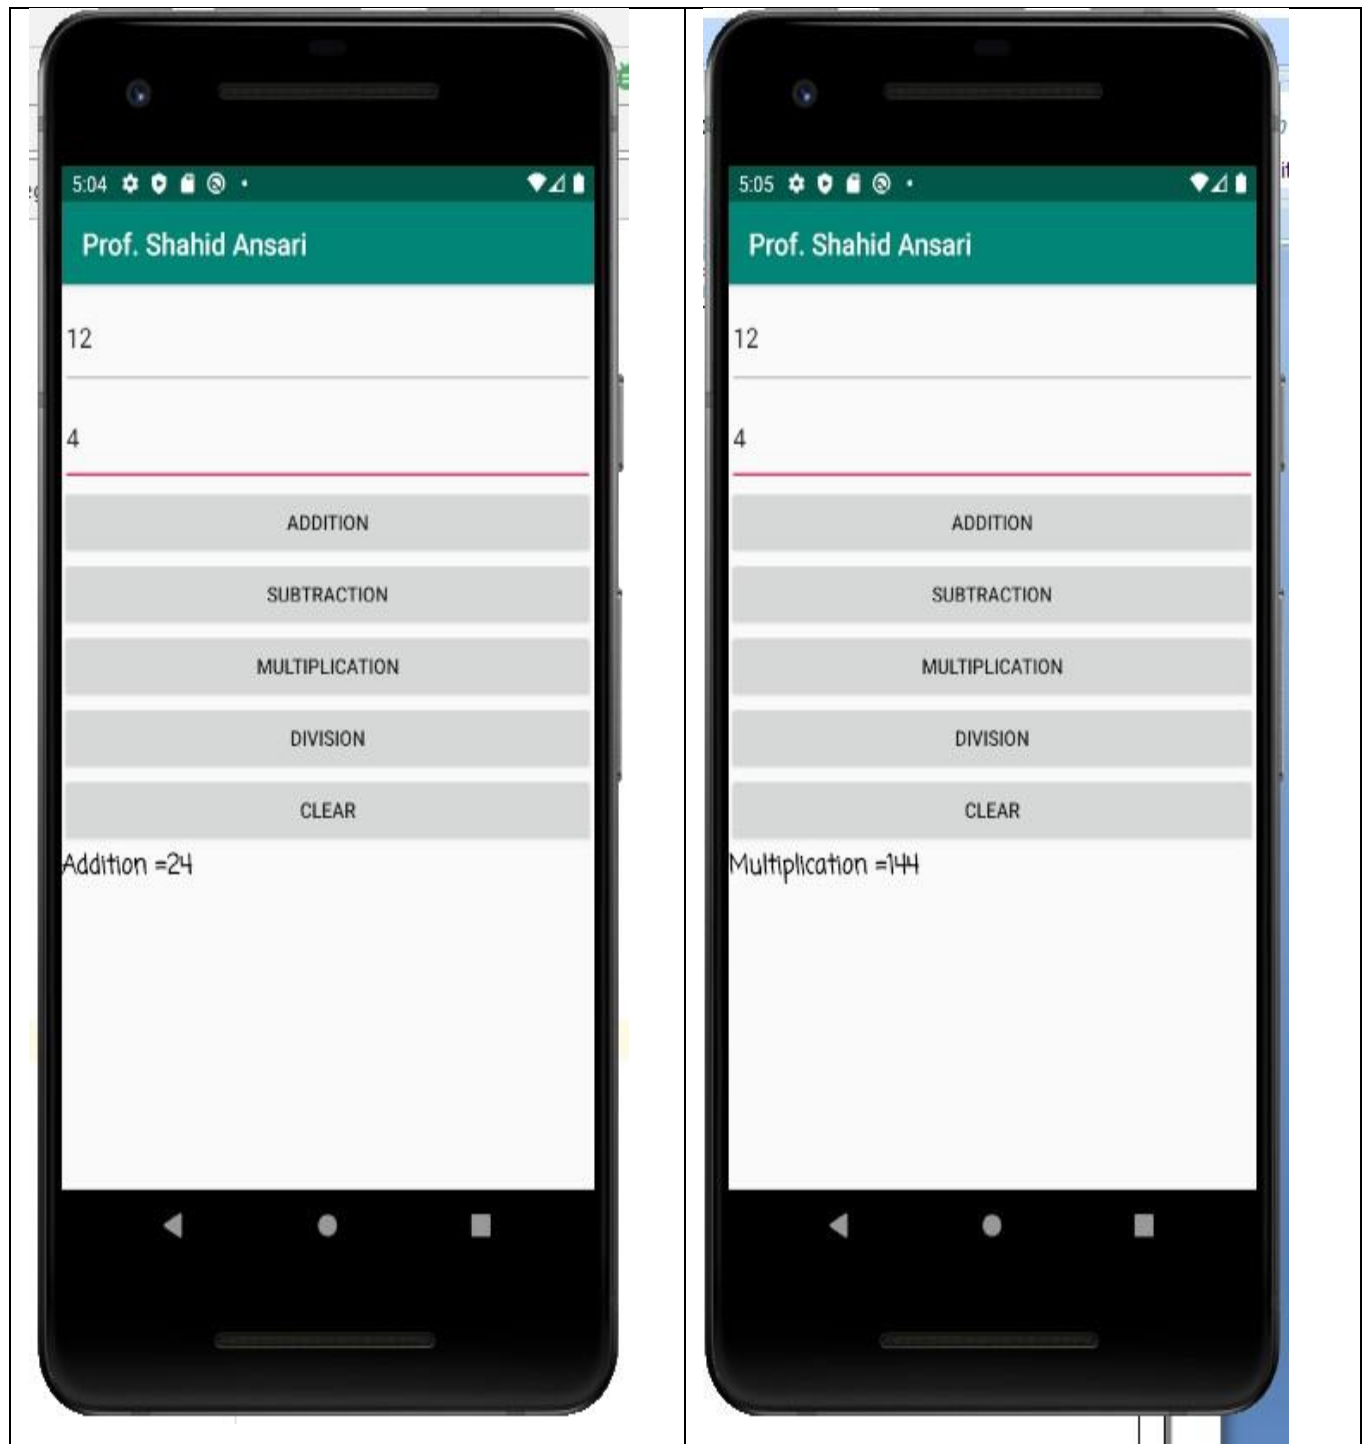 5:04
Prof. Shahid Ansari
12
4
ADDITION
SUBTRACTION
MULTIPLICATION
DIVISION
CLEAR
Addition =24
5:05
Prof. Shahid Ansari
12
4
ADDITION
SUBTRACTION
MULTIPLICATION
DIVISION
CLEAR
Multiplication =144